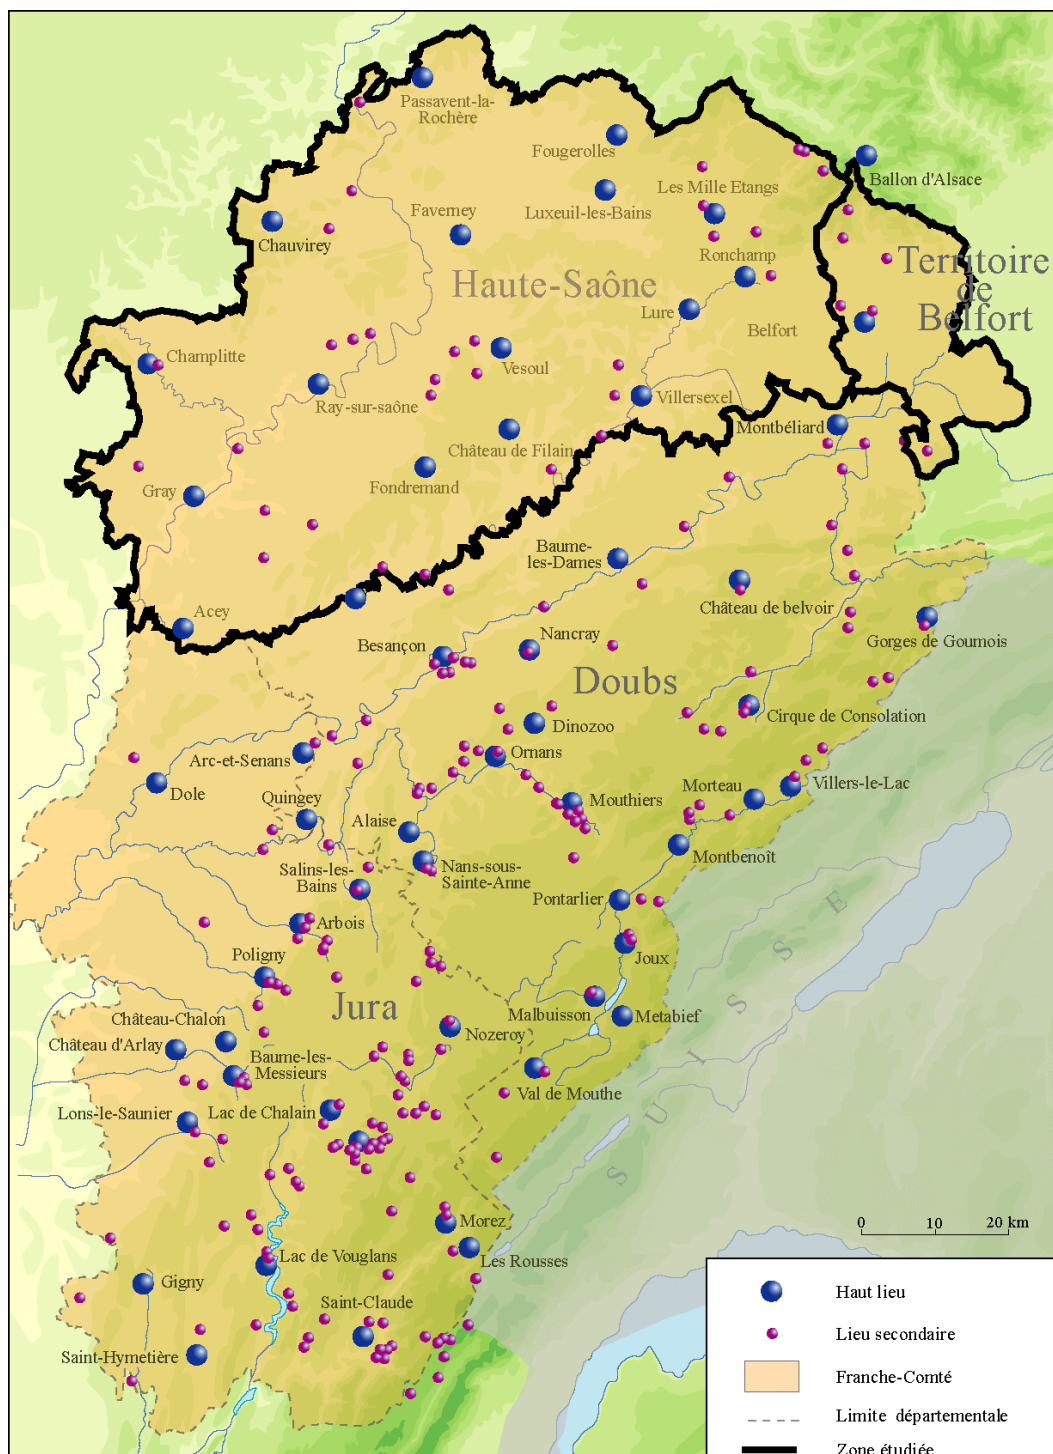 Passavent-la-
Rochère
Fougerolles
Ballon d'Alsace
Les Mille Etangs
Luxeuil-les-Bains
Faverney
Chauvirey
Ronchamp
Territoire
de
Belfort
Haute-Saône
Lure
Belfort
Champlitte
Vesoul
Ray-sur-saône
Villersexel
Montbéliard
Château de Filain
Fondremand
Gray
Baume-
les-Dames
Château de belvoir
Acey
Gorges de Goumois
Besançon
Nancray
Doubs
Cirque de Consolation
Dinozoo
Arc-et-Senans
Ornans
Dole
Morteau
Villers-le-Lac
Quingey
Mouthiers
Alaise
Montbenoît
Salins-les-
Bains
Nans-sous-
Sainte-Anne
Pontarlier
Arbois
Joux
Poligny
Jura
Malbuisson
Metabief
Château-Chalon
Nozeroy
Château d'Arlay
Baume-les-
Messieurs
Val de Mouthe
Lons-le-Saunier
Lac de Chalain
SUISSE
Morez
Lac de Vouglans
Les Rousses
Gigny
Saint-Claude
Saint-Hymetière
0 10 20 km
Haut lieu
Lieu secondaire
Franche-Comté
Limite départementale
Zone étudiée